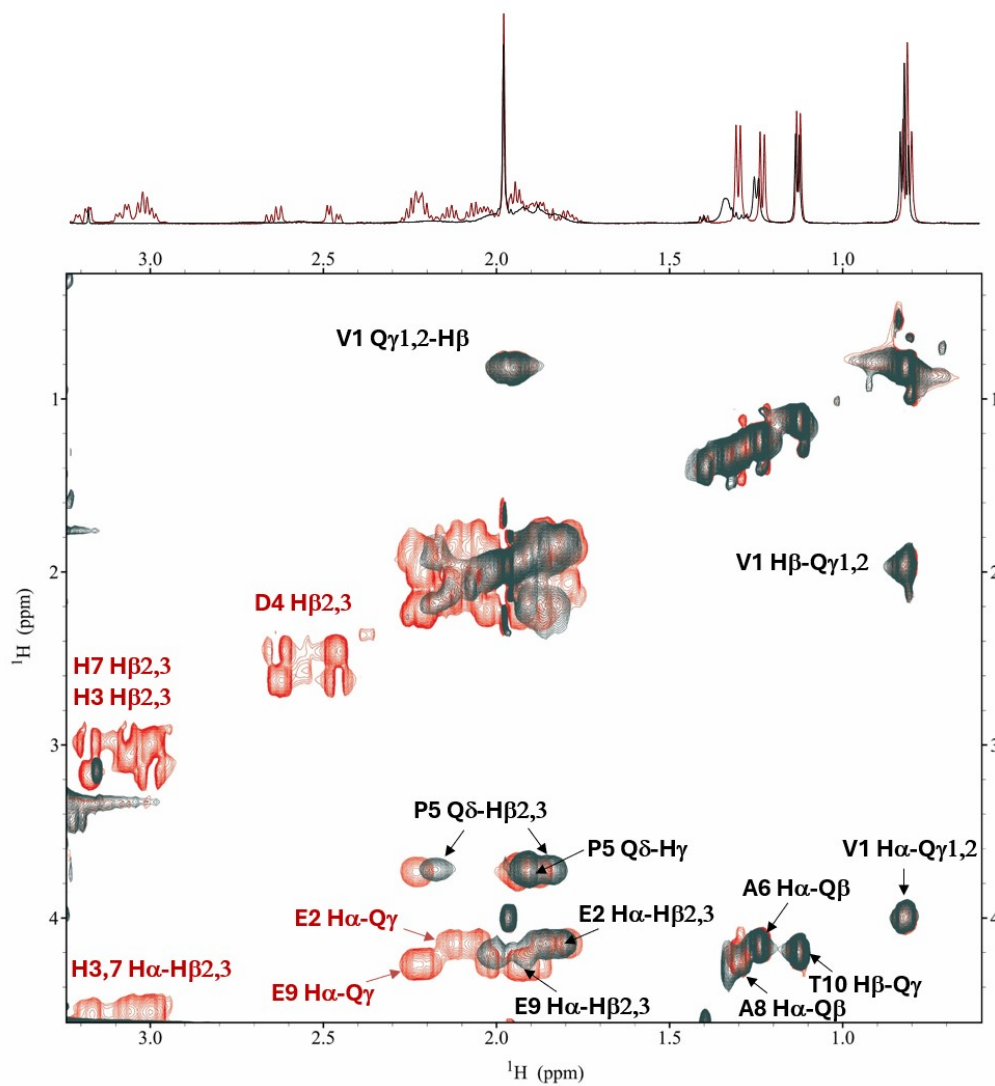 3.0 2.5 2.0 1.5 1.0
V1 Qγ1,2-Hβ
1 1
V1 Hβ-Qγ1,2
2 2
D4 Hβ2,3
¹H (ppm)
H7 Hβ2,3
H3 Hβ2,3
3 3
P5 Qδ-Hβ2,3
P5 Qδ-Hγ
V1 Hα-Qγ1,2
A6 Hα-Qβ
4 4
E2 Hα-Qγ
E2 Hα-Hβ2,3
H3,7 Hα-Hβ2,3
T10 Hβ-Qγ
E9 Hα-Qγ
E9 Hα-Hβ2,3
A8 Hα-Qβ
3.0 2.5 2.0 1.5 1.0
¹H (ppm)